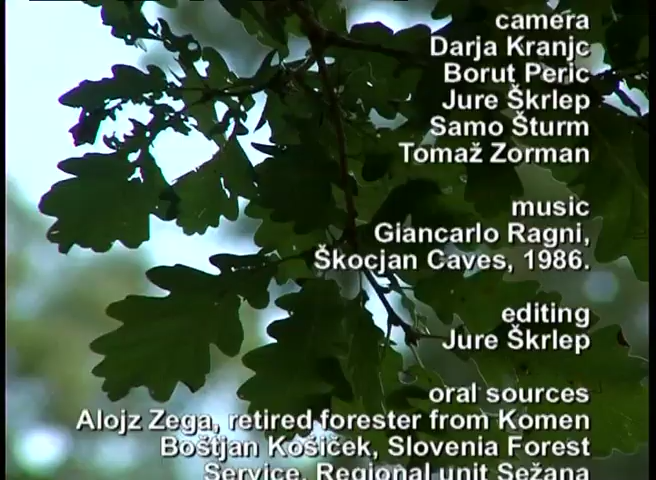 camera
Darja Kranjc
Borut Peric
Jure Škrlep
Samo Šturm
Tomaž Zorman
music
Giancarlo Ragni,
Škocjan Caves, 1986.
editing
Jure Škrlep
oral sources
Alojz Zega, retired forester from Komen
Boštjan Košiček, Slovenia Forest
Service, Regional unit Sežana